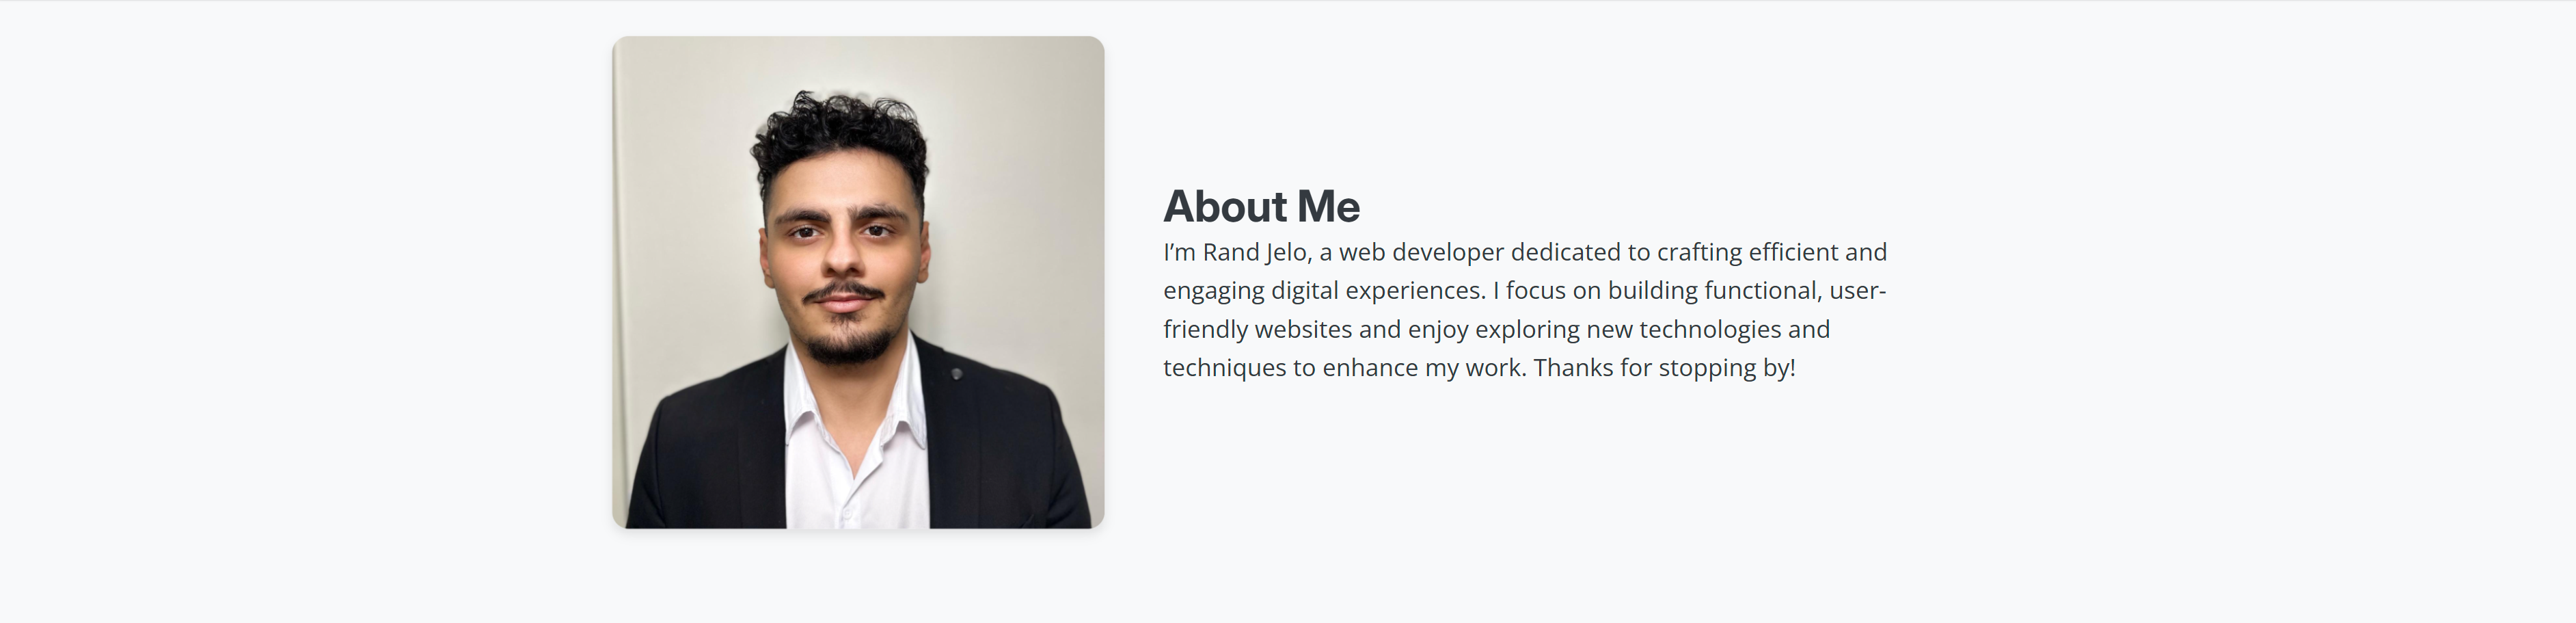 About Me
I’m Rand Jelo, a web developer dedicated to crafting efficient and
engaging digital experiences. I focus on building functional, user-
friendly websites and enjoy exploring new technologies and
techniques to enhance my work. Thanks for stopping by!